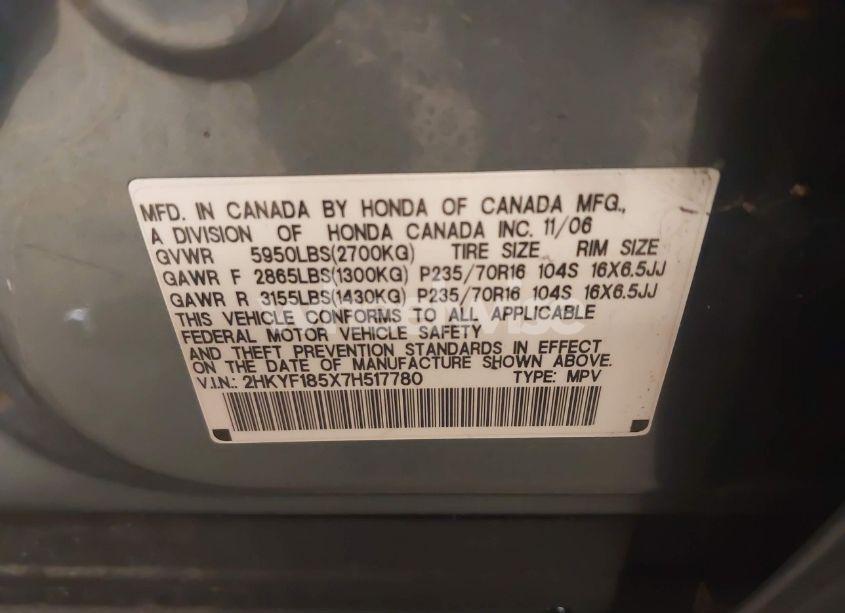 MFD. IN CANADA BY HONDA OF CANADA MFG.,
A DIVISION OF HONDA CANADA INC. 11/06
GVWR 5950LBS(2700KG) TIRE SIZE RIM SIZE
GAWR F 2865LBS(1300KG) P235/70R16 104S 16X6.5JJ
GAWR R 3155LBS(1430KG) P235/70R16 104S 16X6.5JJ
THIS VEHICLE CONFORMS TO ALL APPLICABLE
FEDERAL MOTOR VEHICLE SAFETY
AND THEFT PREVENTION STANDARDS IN EFFECT
ON THE DATE OF MANUFACTURE SHOWN ABOVE.
V.I.N.: 2HKYF185X7H517780 TYPE: MPV